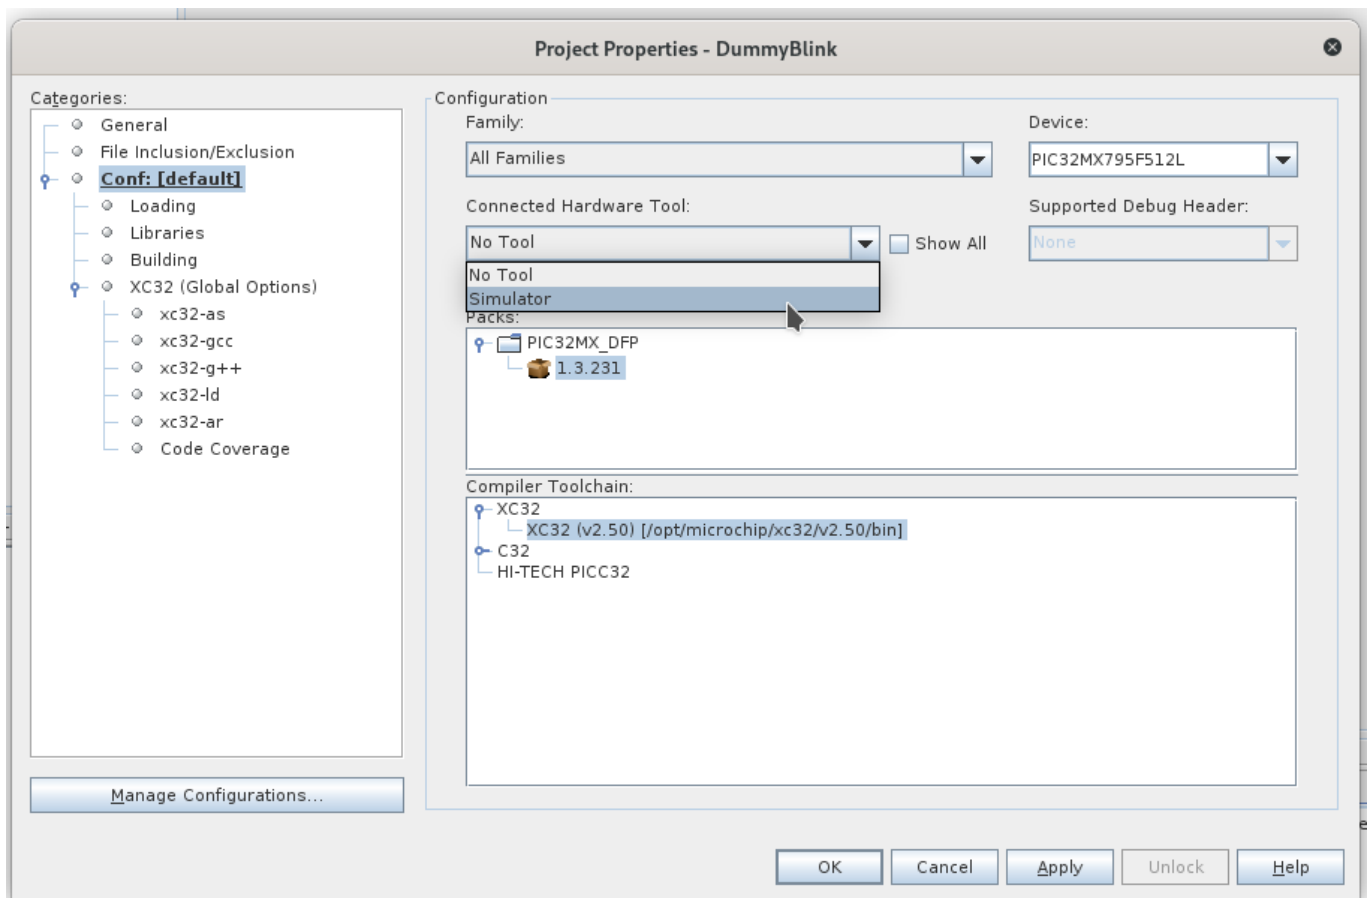 Project Properties - DummyBlink
Categories:
General
File Inclusion/Exclusion
Conf: [default]
Loading
Libraries
Building
XC32 (Global Options)
xc32-as
xc32-gcc
xc32-g++
xc32-ld
xc32-ar
Code Coverage
Manage Configurations...
Configuration
Family:
Device:
All Families
PIC32MX795F512L
Connected Hardware Tool:
Supported Debug Header:
No Tool
Show All
None
No Tool
Simulator
Packs:
PIC32MX_DFP
1.3.231
Compiler Toolchain:
XC32
XC32 (v2.50) [/opt/microchip/xc32/v2.50/bin]
C32
HI-TECH PICC32
OK
Cancel
Apply
Unlock
Help